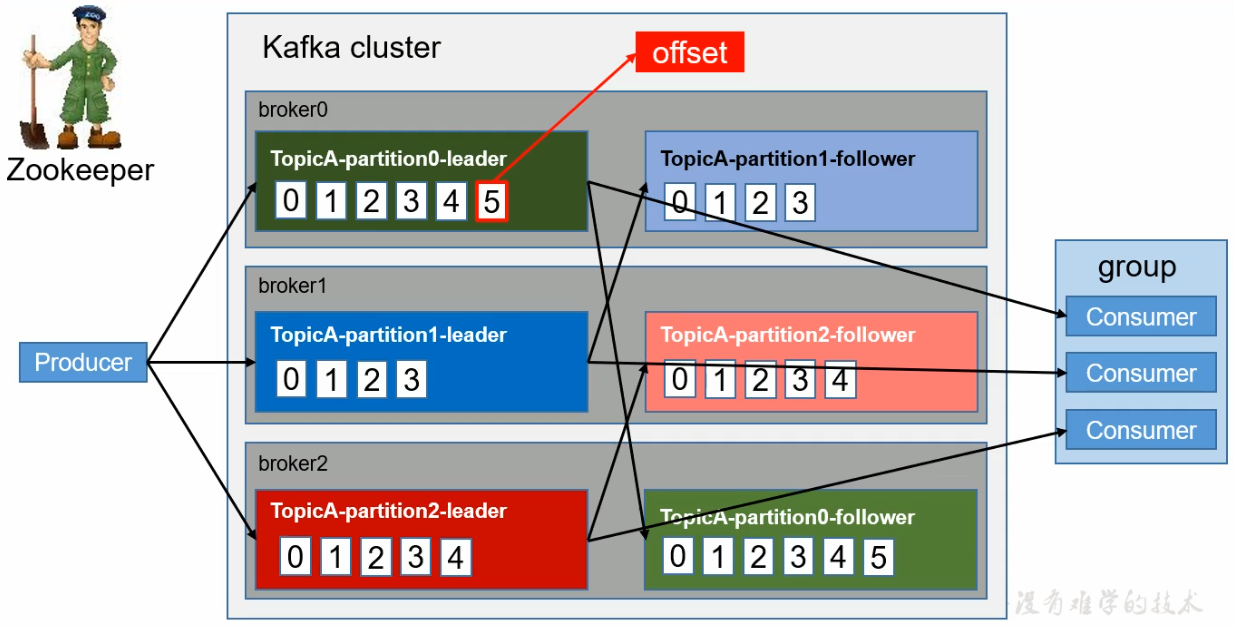 ZOO
Zookeeper
Kafka cluster
offset
broker0
TopicA-partition0-leader
0 1 2 3 4 5
TopicA-partition1-follower
0 1 2 3
broker1
TopicA-partition1-leader
0 1 2 3
TopicA-partition2-follower
0 1 2 3 4
broker2
TopicA-partition2-leader
0 1 2 3 4
TopicA-partition0-follower
0 1 2 3 4 5
Producer
group
Consumer
Consumer
Consumer
没有难学的技术